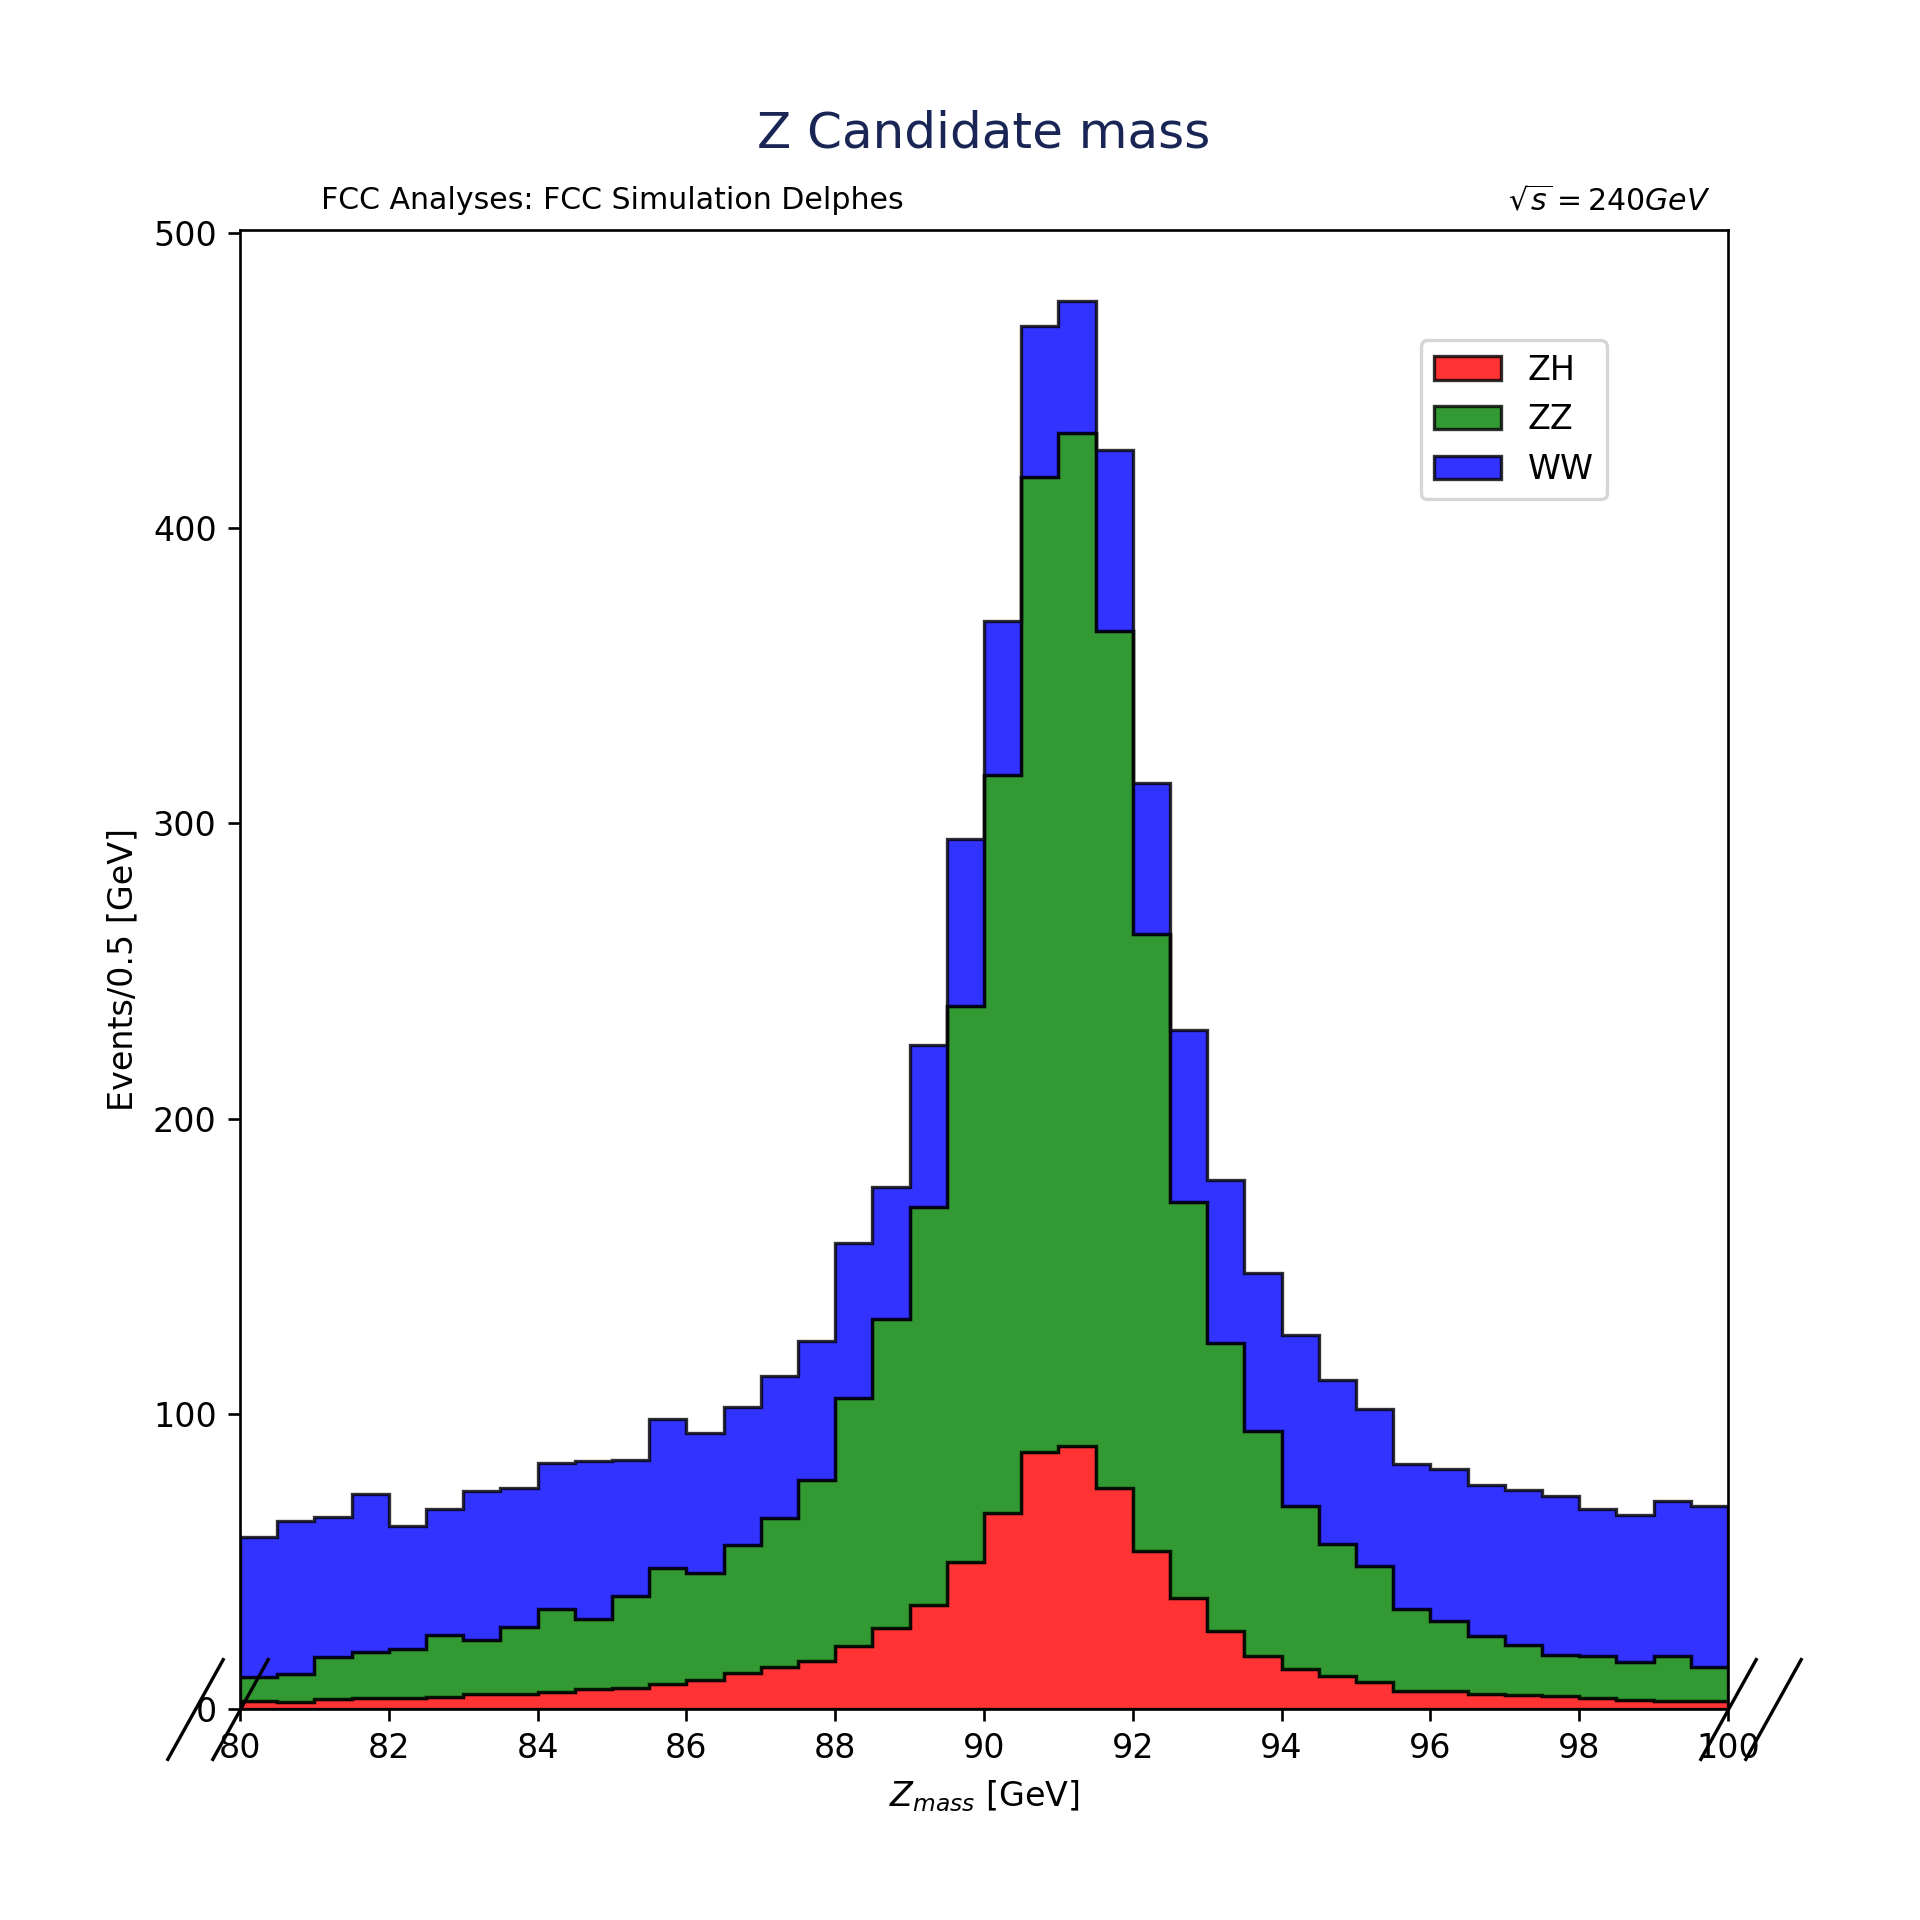 Z Candidate mass
FCC Analyses: FCC Simulation Delphes
√s = 240GeV
500
400
300
200
100
0
Events/0.5 [GeV]
ZH
ZZ
WW
80 82 84 86 88 90 92 94 96 98 100
Z_mass [GeV]